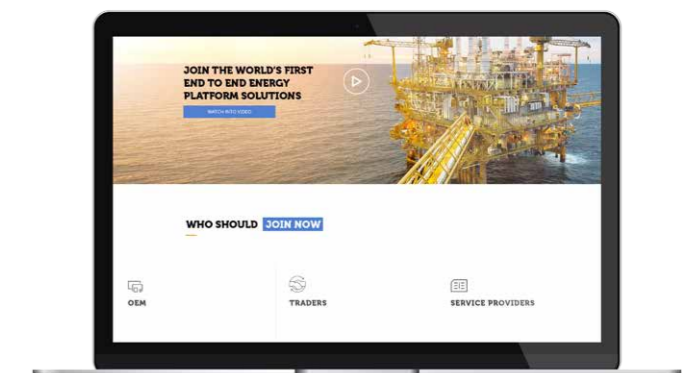 JOIN THE WORLD'S FIRST
END TO END ENERGY
PLATFORM SOLUTIONS
WATCH INTO VIDEO
WHO SHOULD JOIN NOW
OEM
TRADERS
SERVICE PROVIDERS